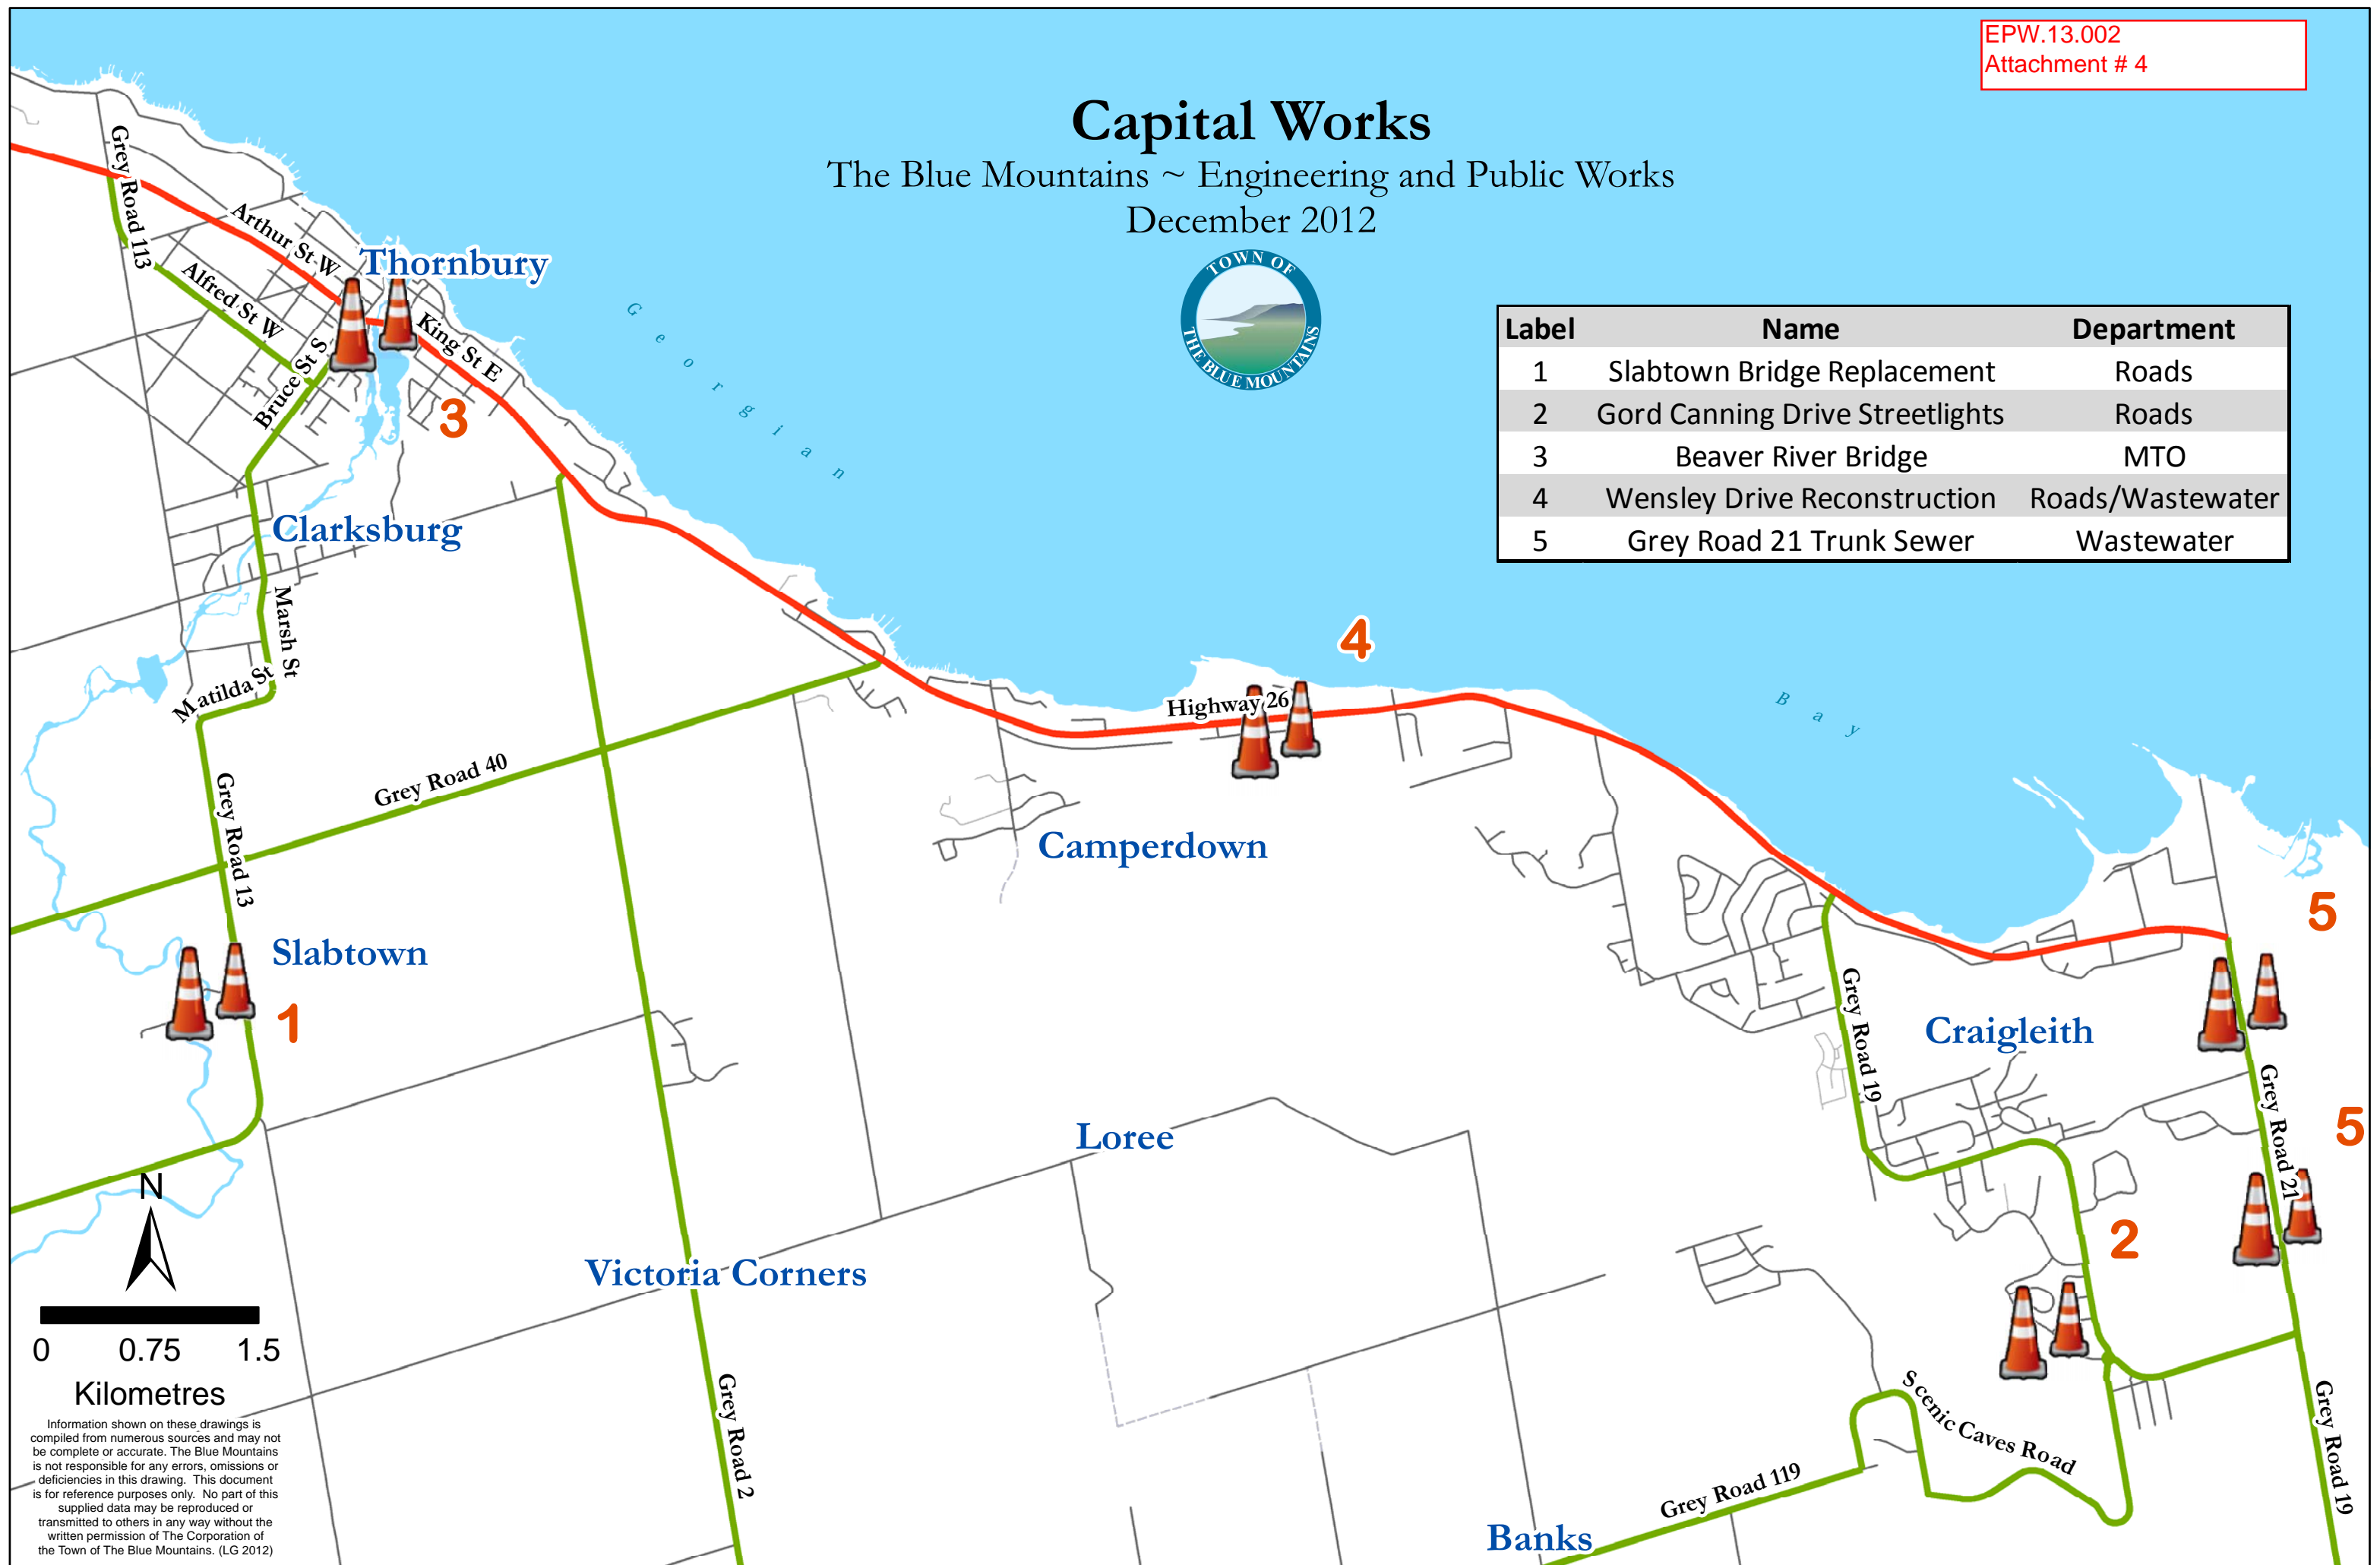 EPW.13.002
Attachment # 4
Capital Works
The Blue Mountains ~ Engineering and Public Works
December 2012
TOWN OF
THE BLUE MOUNTAINS
Label Name Department
1 Slabtown Bridge Replacement Roads
2 Gord Canning Drive Streetlights Roads
3 Beaver River Bridge MTO
4 Wensley Drive Reconstruction Roads/Wastewater
5 Grey Road 21 Trunk Sewer Wastewater
Grey Road 113
Arthur St W
Thornbury
Alfred St W
King St E
Bruce St S
3
Georgian
Clarksburg
Marsh St
Matilda St
4
Highway 26
Bay
Grey Road 40
Grey Road 13
Camperdown
5
Slabtown
1
Grey Road 19
Craigleith
Grey Road 21
5
Loree
2
Victoria Corners
Grey Road 2
Scenic Caves Road
Grey Road 119
Grey Road 19
Banks
N
0 0.75 1.5
Kilometres
Information shown on these drawings is
compiled from numerous sources and may not
be complete or accurate. The Blue Mountains
is not responsible for any errors, omissions or
deficiencies in this drawing. This document
is for reference purposes only. No part of this
supplied data may be reproduced or
transmitted to others in any way without the
written permission of The Corporation of
the Town of The Blue Mountains. (LG 2012)